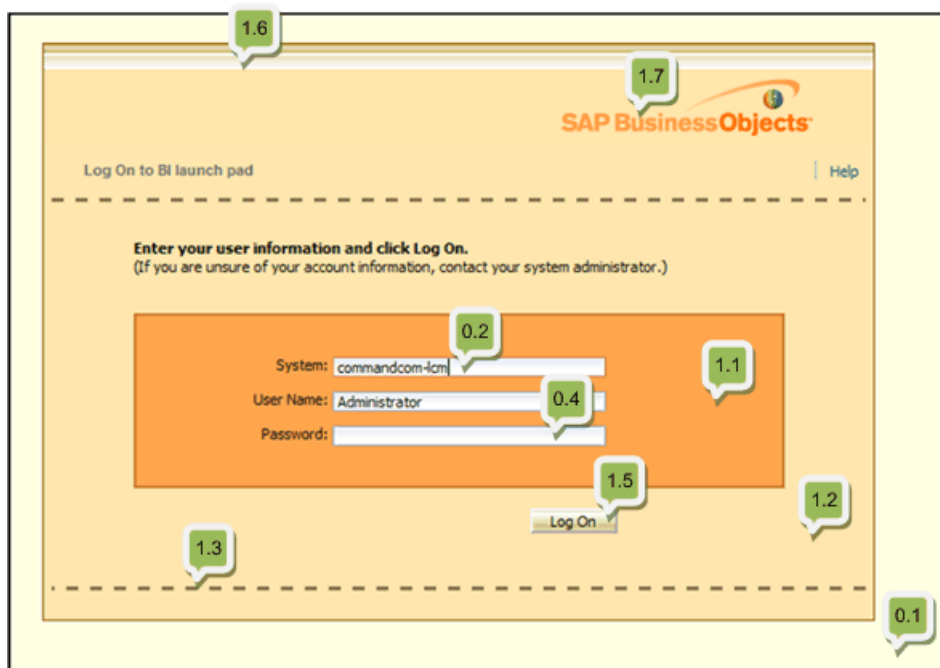 1.6
1.7
SAP BusinessObjects™
Log On to BI launch pad
Help
Enter your user information and click Log On.
(If you are unsure of your account information, contact your system administrator.)
0.2
System: commandcom-lcm
1.1
User Name: Administrator
0.4
Password:
1.5
1.2
Log On
1.3
0.1